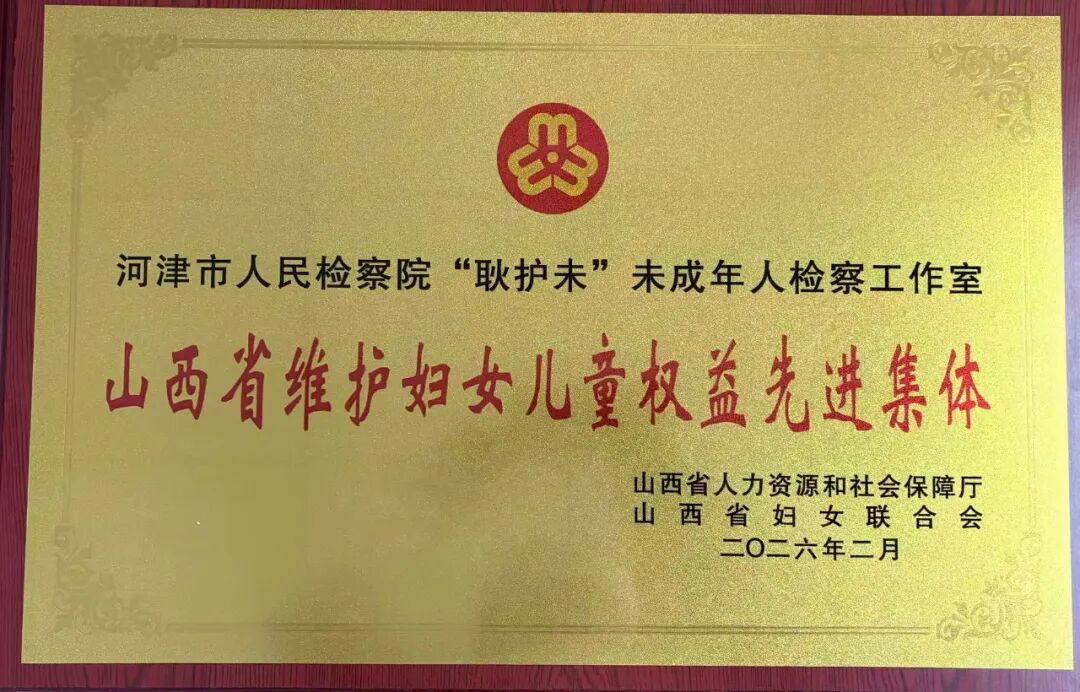 河津市人民检察院“耿护未”未成年人检察工作室
山西省维护妇女儿童权益先进集体
山西省人力资源和社会保障厅
山西省妇女联合会
二〇二六年二月